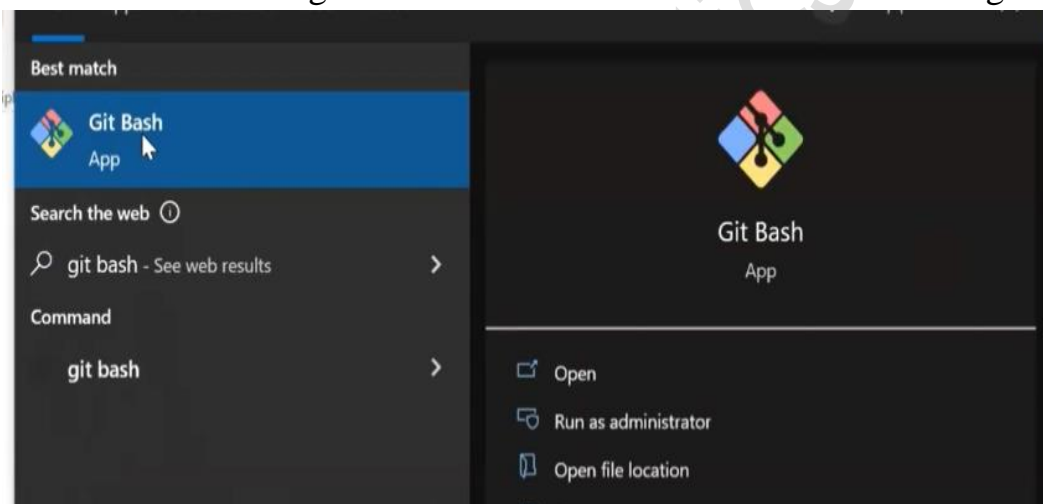 Best match
Git Bash
App
Search the web
git bash - See web results
Command
git bash
Git Bash
App
Open
Run as administrator
Open file location